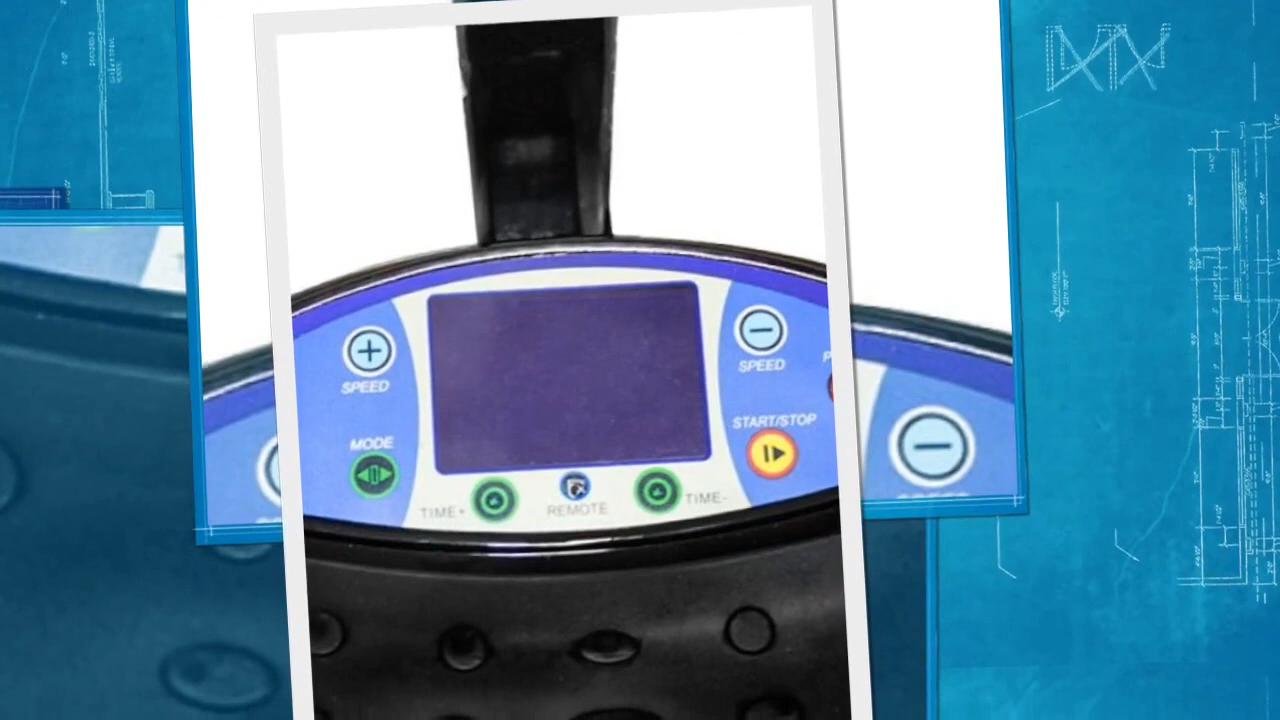 SPEED
SPEED
MODE
START/STOP
TIME+
REMOTE
TIME-